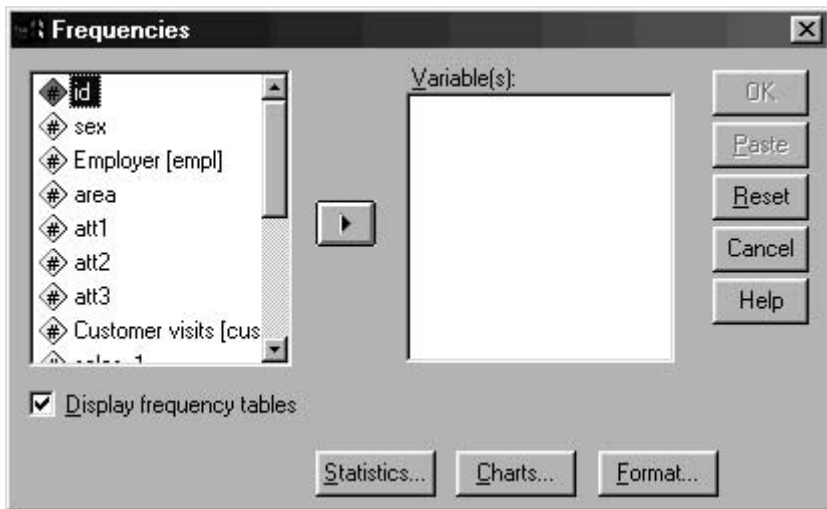 Frequencies
id
sex
Employer [empl]
area
att1
att2
att3
Customer visits [cus
Variable(s):
OK
Paste
Reset
Cancel
Help
Display frequency tables
Statistics...
Charts...
Format...